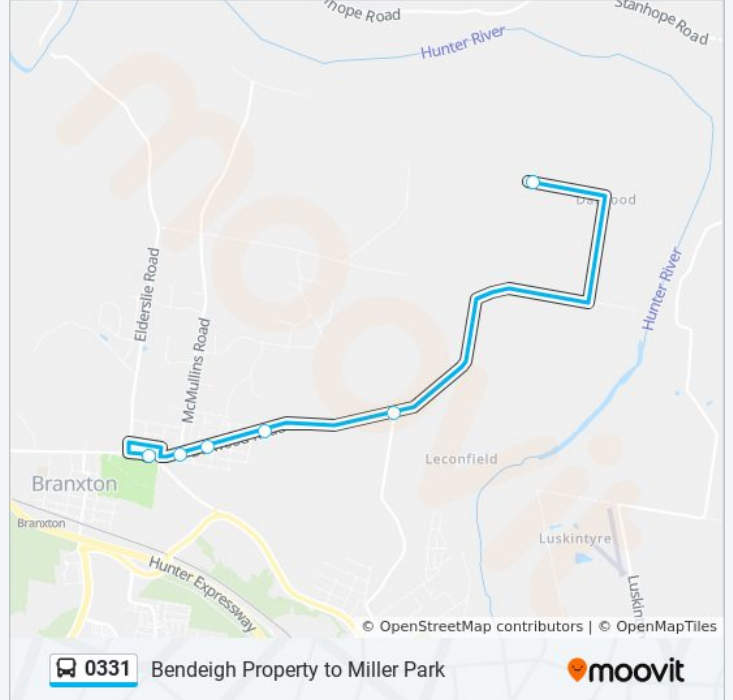 hope Road
Stanhope Road
Hunter River
Elderslie Road
McMullins Road
Hunter River
Leconfield
Branxton
Branxton
Luskintyre
Hunter Expressway
© OpenStreetMap contributors | © OpenMapTiles
0331 Bendeigh Property to Miller Park moovit
moovit